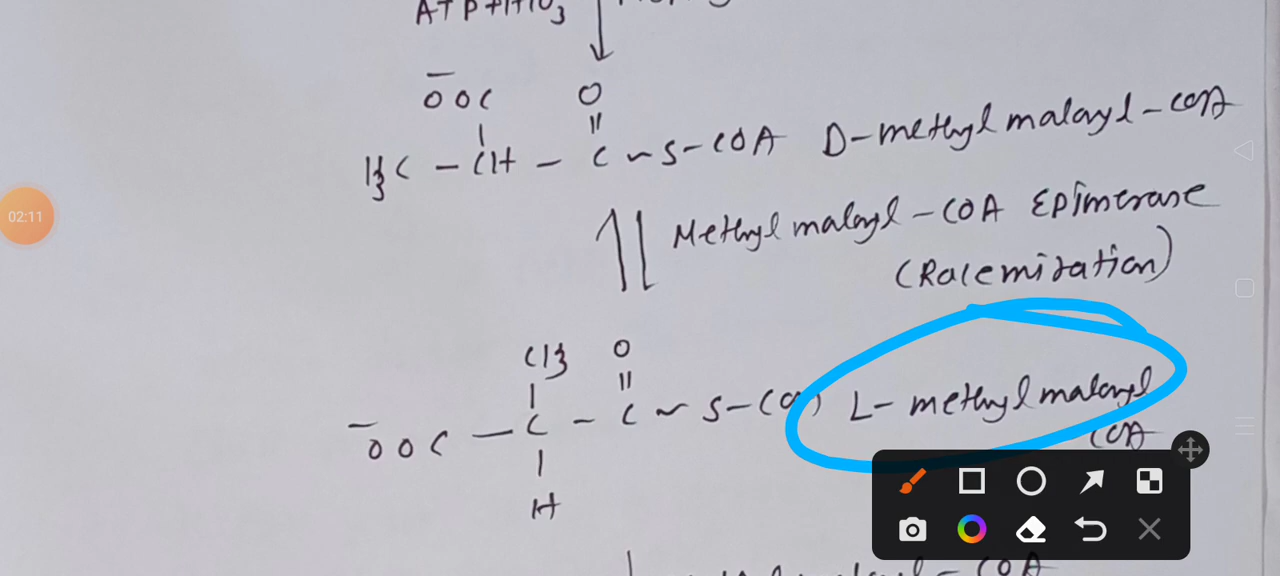 ATP+HCO3
-OOC O
|| 
H3C - CH - C ~ S-COA D-methyl malonyl-COA
Methyl malonyl-COA Epimerase
(Racemization)
CH3 O
-OOC - C - C ~ S-COA L-methyl malonyl
COA
H
COA
02:11